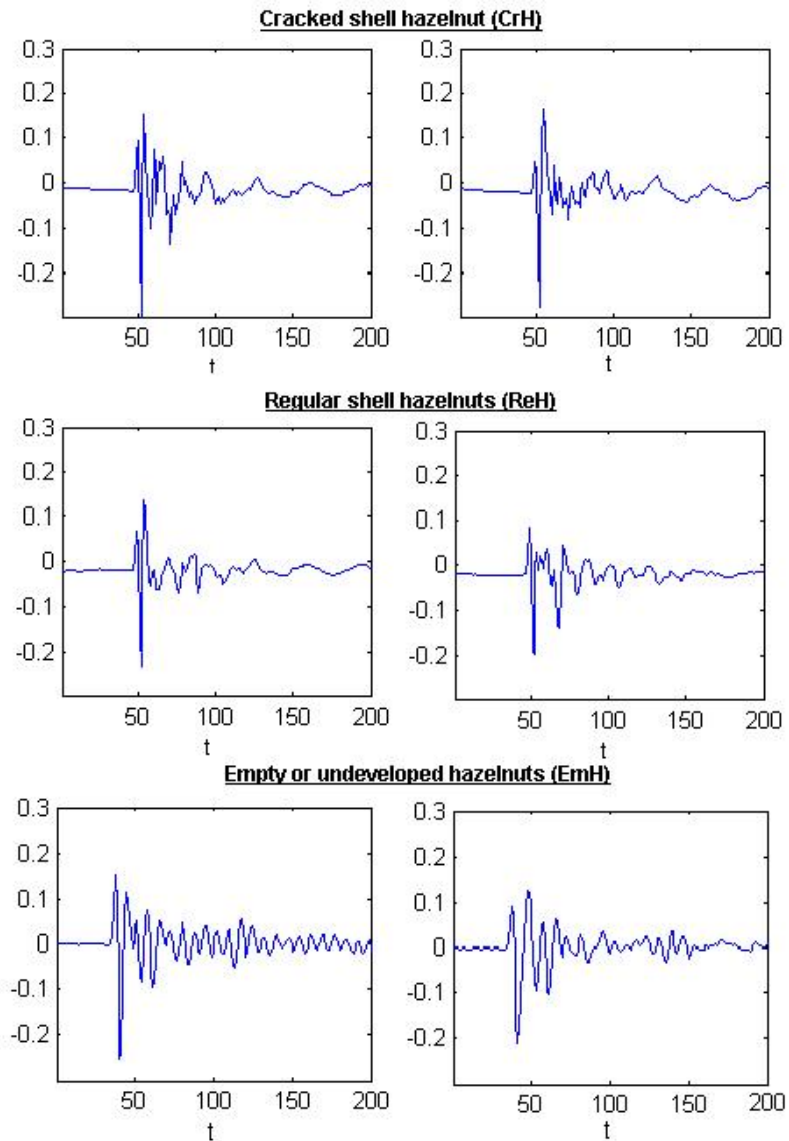 Cracked shell hazelnut (CrH)
0.3 0.3
0.2 0.2
0.1 0.1
0 0
-0.1 -0.1
-0.2 -0.2
50 100 150 200 50 100 150 200
t t
Regular shell hazelnuts (ReH)
0.3 0.3
0.2 0.2
0.1 0.1
0 0
-0.1 -0.1
-0.2 -0.2
50 100 150 200 50 100 150 200
t t
Empty or undeveloped hazelnuts (EmH)
0.3 0.3
0.2 0.2
0.1 0.1
0 0
-0.1 -0.1
-0.2 -0.2
50 100 150 200 50 100 150 200
t t